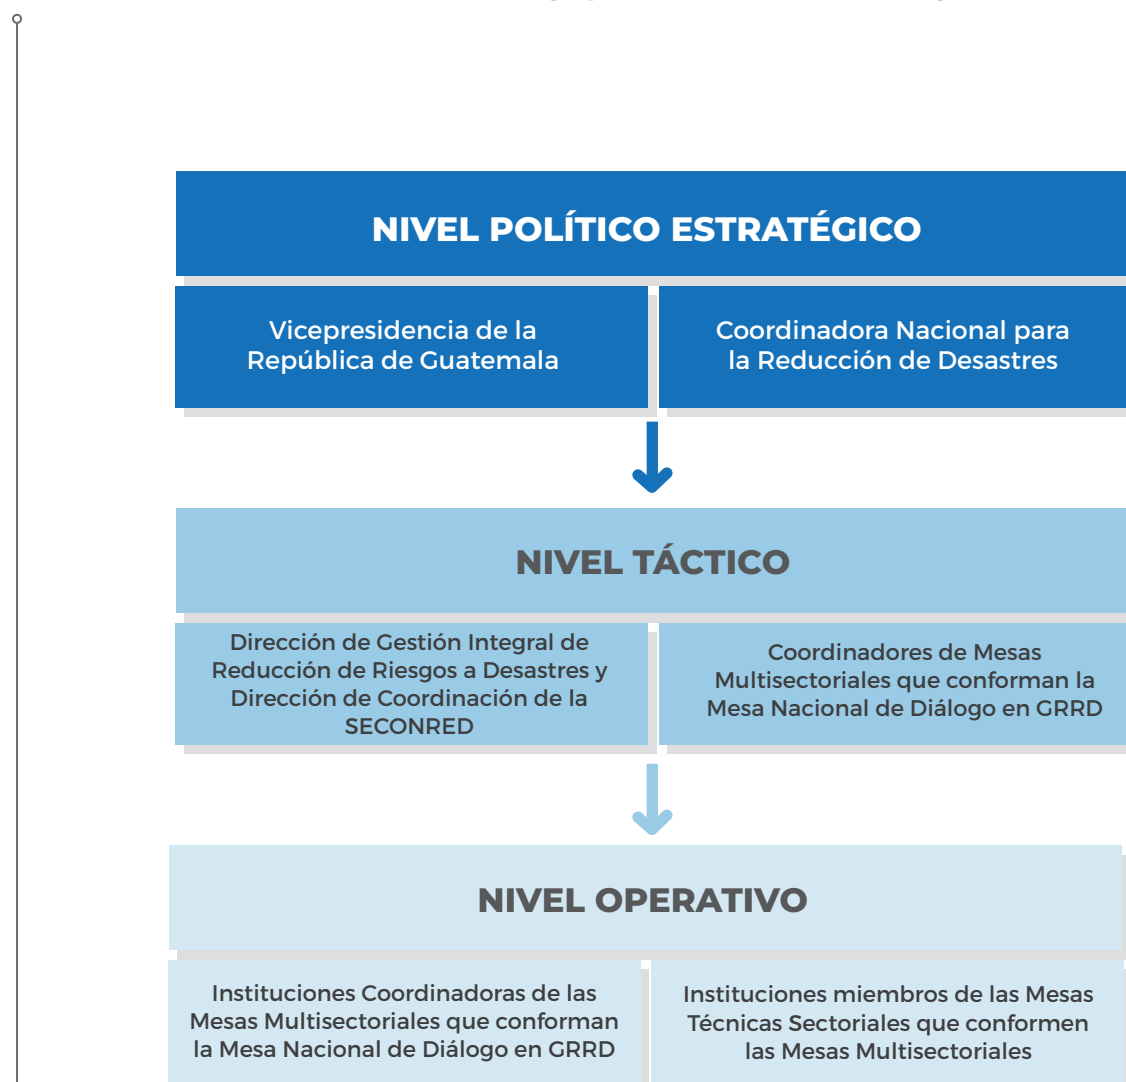 NIVEL POLÍTICO ESTRATÉGICO
Vicepresidencia de la
República de Guatemala
Coordinadora Nacional para
la Reducción de Desastres
NIVEL TÁCTICO
Dirección de Gestión Integral de
Reducción de Riesgos a Desastres y
Dirección de Coordinación de la
SECONRED
Coordinadores de Mesas
Multisectoriales que conforman la
Mesa Nacional de Diálogo en GRRD
NIVEL OPERATIVO
Instituciones Coordinadoras de las
Mesas Multisectoriales que conforman
la Mesa Nacional de Diálogo en GRRD
Instituciones miembros de las Mesas
Técnicas Sectoriales que conformen
las Mesas Multisectoriales